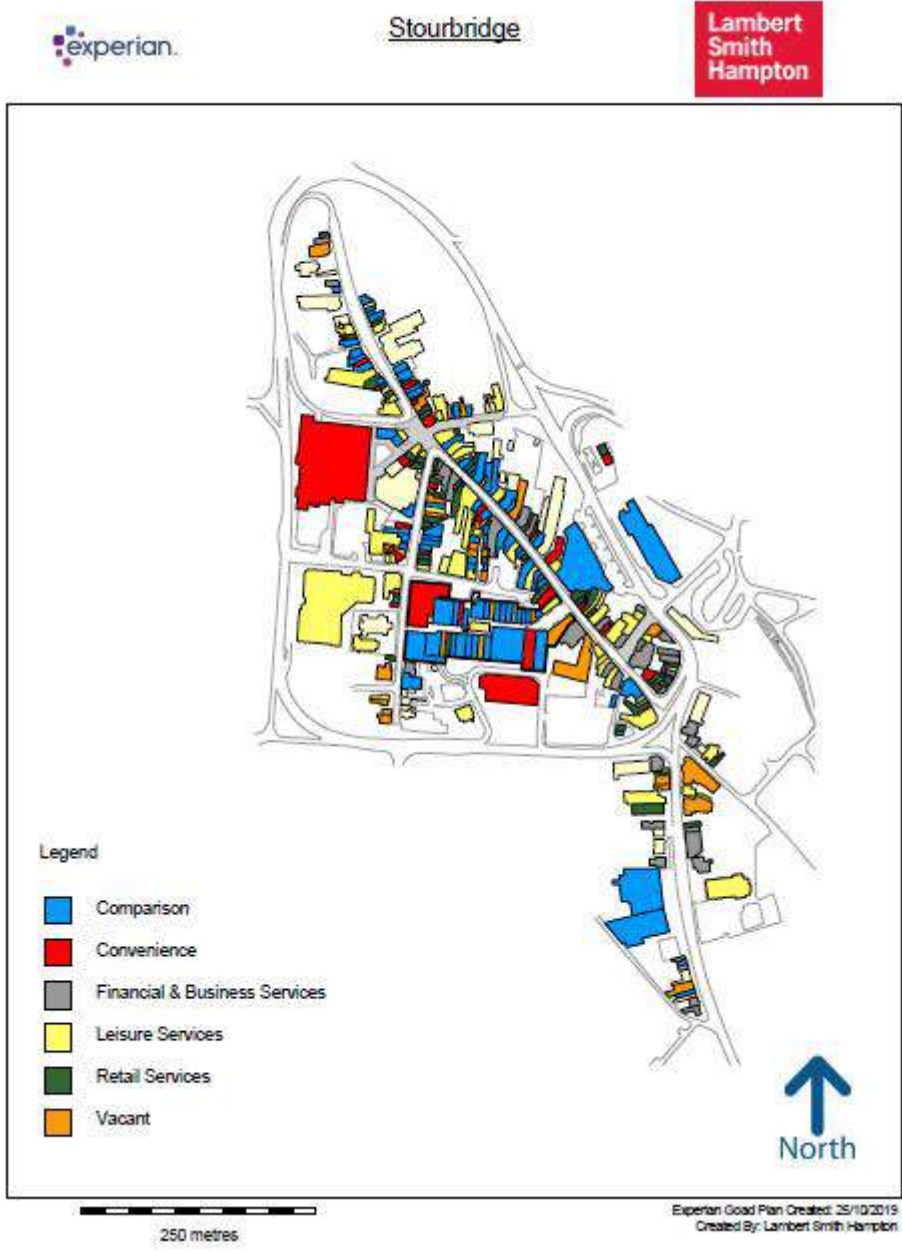 experian.
Stourbridge
Lambert
Smith
Hampton
Legend
Comparison
Convenience
Financial & Business Services
Leisure Services
Retail Services
Vacant
North
250 metres
Experian Goad Plan Created: 25/10/2019
Created By: Lambert Smith Hampton